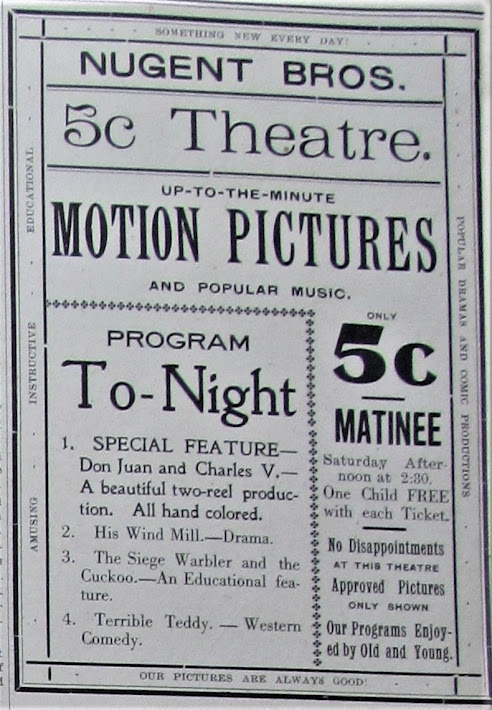 SOMETHING NEW EVERY DAY!
NUGENT BROS.
5c Theatre.
UP-TO-THE-MINUTE
MOTION PICTURES
AND POPULAR MUSIC.
AMUSING - INSTRUCTIVE - EDUCATIONAL
PROGRAM
To-Night
1. SPECIAL FEATURE—
Don Juan and Charles V.—
A beautiful two-reel produc-
tion. All hand colored.
2. His Wind Mill.—Drama.
3. The Siege Warbler and the
Cuckoo.—An Educational fea-
ture.
4. Terrible Teddy. — Western
Comedy.
ONLY
5c
MATINEE
Saturday After-
noon at 2:30.
One Child FREE
with each Ticket.
No Disappointments
AT THIS THEATRE
Approved Pictures
ONLY SHOWN
Our Programs Enjoy-
ed by Old and Young.
POPULAR DRAMAS AND COMIC PRODUCTIONS
OUR PICTURES ARE ALWAYS GOOD!